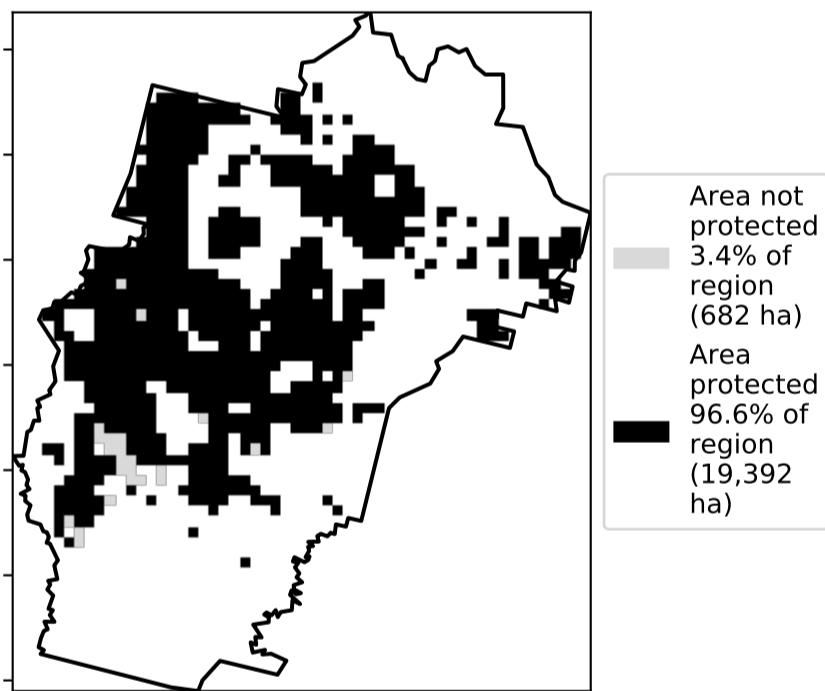 Area not
protected
3.4% of
region
(682 ha)
Area
protected
96.6% of
region
(19,392
ha)